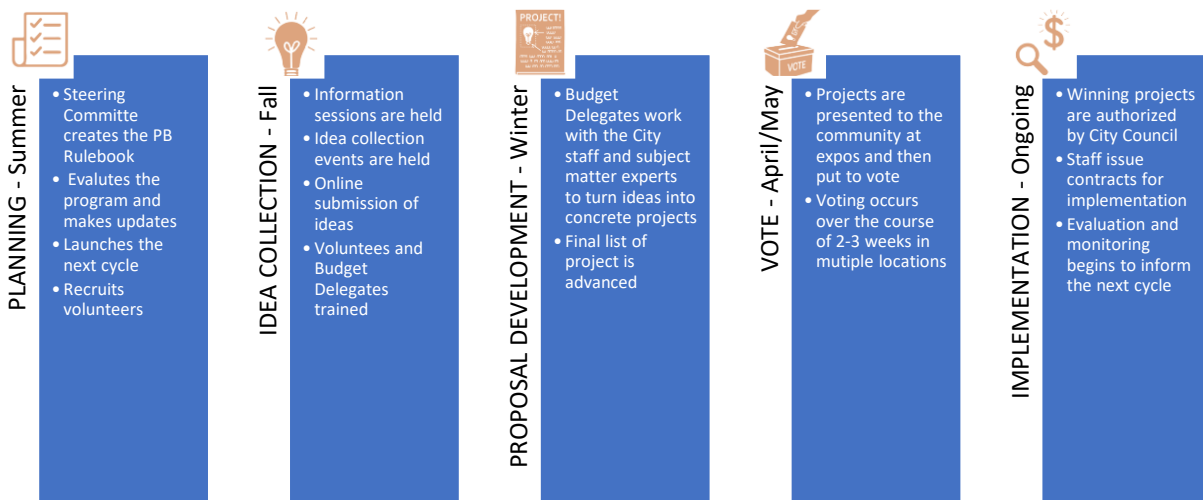 PLANNING - Summer
• Steering
Committe
creates the PB
Rulebook
• Evalutes the
program and
makes updates
• Launches the
next cycle
• Recruits
volunteers
IDEA COLLECTION - Fall
• Information
sessions are held
• Idea collection
events are held
• Online
submission of
ideas
• Voluntees and
Budget
Delegates
trained
PROJECT!
PROPOSAL DEVELOPMENT - Winter
• Budget
Delegates work
with the City
staff and subject
matter experts
to turn ideas into
concrete projects
• Final list of
project is
advanced
VOTE
VOTE - April/May
• Projects are
presented to the
community at
expos and then
put to vote
• Voting occurs
over the course
of 2-3 weeks in
mutiple locations
$
IMPLEMENTATION - Ongoing
• Winning projects
are authorized
by City Council
• Staff issue
contracts for
implementation
• Evaluation and
monitoring
begins to inform
the next cycle